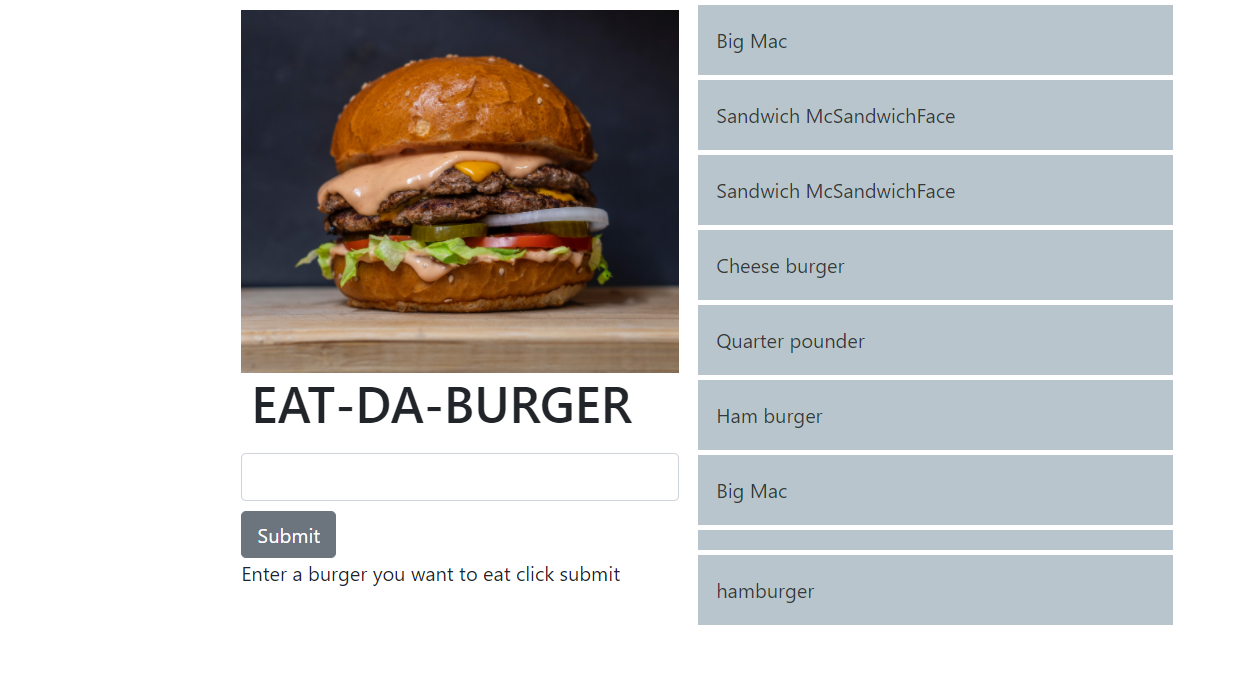 EAT-DA-BURGER
Submit
Enter a burger you want to eat click submit
Big Mac
Sandwich McSandwichFace
Sandwich McSandwichFace
Cheese burger
Quarter pounder
Ham burger
Big Mac
hamburger